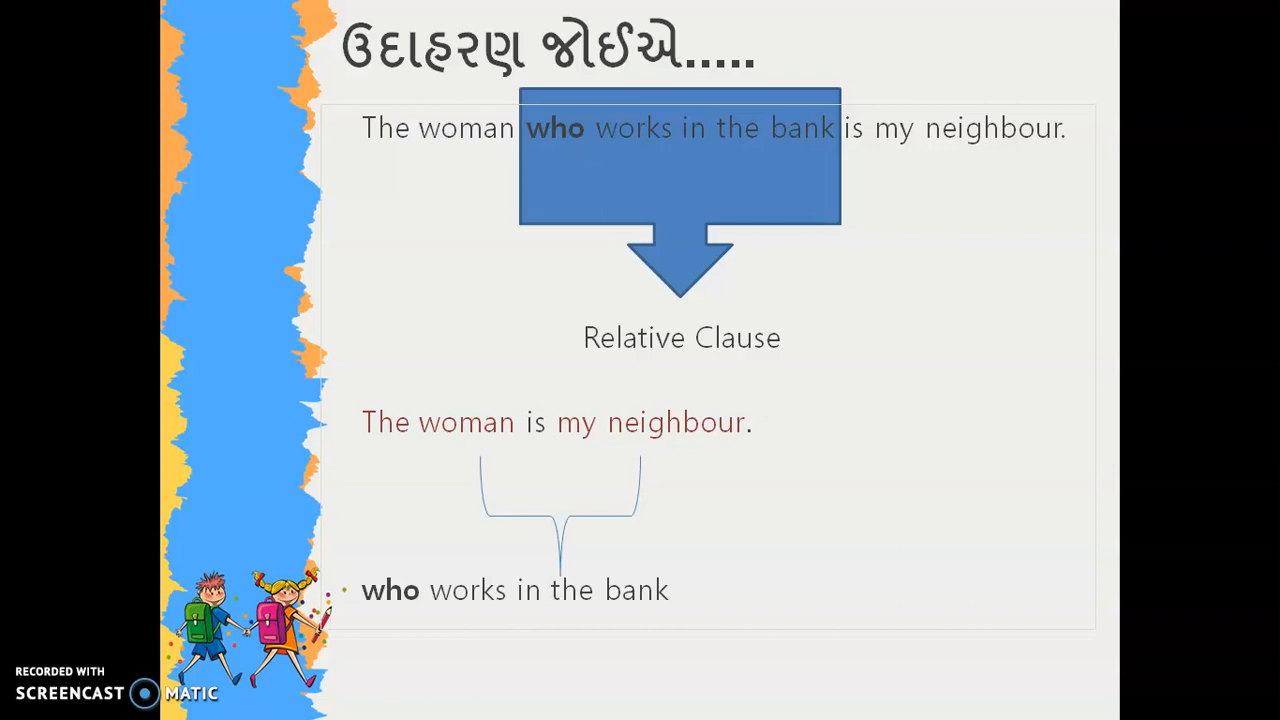 ઉદાહરણ જોઈએ.....
The woman who works in the bank is my neighbour.
Relative Clause
The woman is my neighbour.
who works in the bank
RECORDED WITH
SCREENCAST MATIC